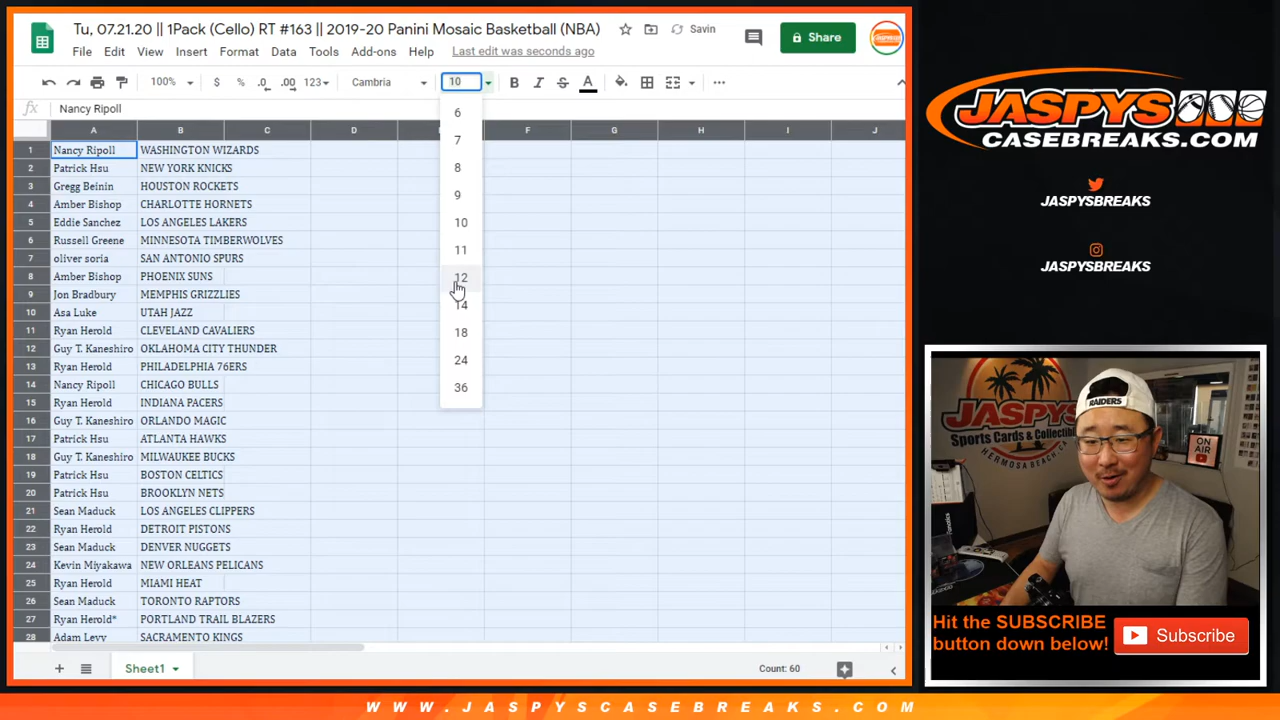 Tu, 07.21.20 || 1Pack (Cello) RT #163 || 2019-20 Panini Mosaic Basketball (NBA)
Savin
Share
File Edit View Insert Format Data Tools Add-ons Help Last edit was seconds ago
100% $ % .0 .00 123 Cambria 10 B I S A
fx Nancy Ripoll
A B C D F G H I J
1 Nancy Ripoll WASHINGTON WIZARDS
2 Patrick Hsu NEW YORK KNICKS
3 Gregg Beinin HOUSTON ROCKETS
4 Amber Bishop CHARLOTTE HORNETS
5 Eddie Sanchez LOS ANGELES LAKERS
6 Russell Greene MINNESOTA TIMBERWOLVES
7 oliver soria SAN ANTONIO SPURS
8 Amber Bishop PHOENIX SUNS
9 Jon Bradbury MEMPHIS GRIZZLIES
10 Asa Luke UTAH JAZZ
11 Ryan Herold CLEVELAND CAVALIERS
12 Guy T. Kaneshiro OKLAHOMA CITY THUNDER
13 Ryan Herold PHILADELPHIA 76ERS
14 Nancy Ripoll CHICAGO BULLS
15 Ryan Herold INDIANA PACERS
16 Guy T. Kaneshiro ORLANDO MAGIC
17 Patrick Hsu ATLANTA HAWKS
18 Guy T. Kaneshiro MILWAUKEE BUCKS
19 Patrick Hsu BOSTON CELTICS
20 Patrick Hsu BROOKLYN NETS
21 Sean Maduck LOS ANGELES CLIPPERS
22 Ryan Herold DETROIT PISTONS
23 Sean Maduck DENVER NUGGETS
24 Kevin Miyakawa NEW ORLEANS PELICANS
25 Ryan Herold MIAMI HEAT
26 Sean Maduck TORONTO RAPTORS
27 Ryan Herold* PORTLAND TRAIL BLAZERS
28 Adam Levy SACRAMENTO KINGS
6
7
8
9
10
11
12
14
18
24
36
Sheet1
Count: 60
JASPYS
CASEBREAKS.COM
JASPYSBREAKS
JASPYSBREAKS
RAIDERS
JASPYS
Sports Cards & Collectibl
HERMOSA BEACH, CA
ON AIR
Hit the SUBSCRIBE
button down below!
Subscribe
WWW.JASPYSCASEBREAKS.COM